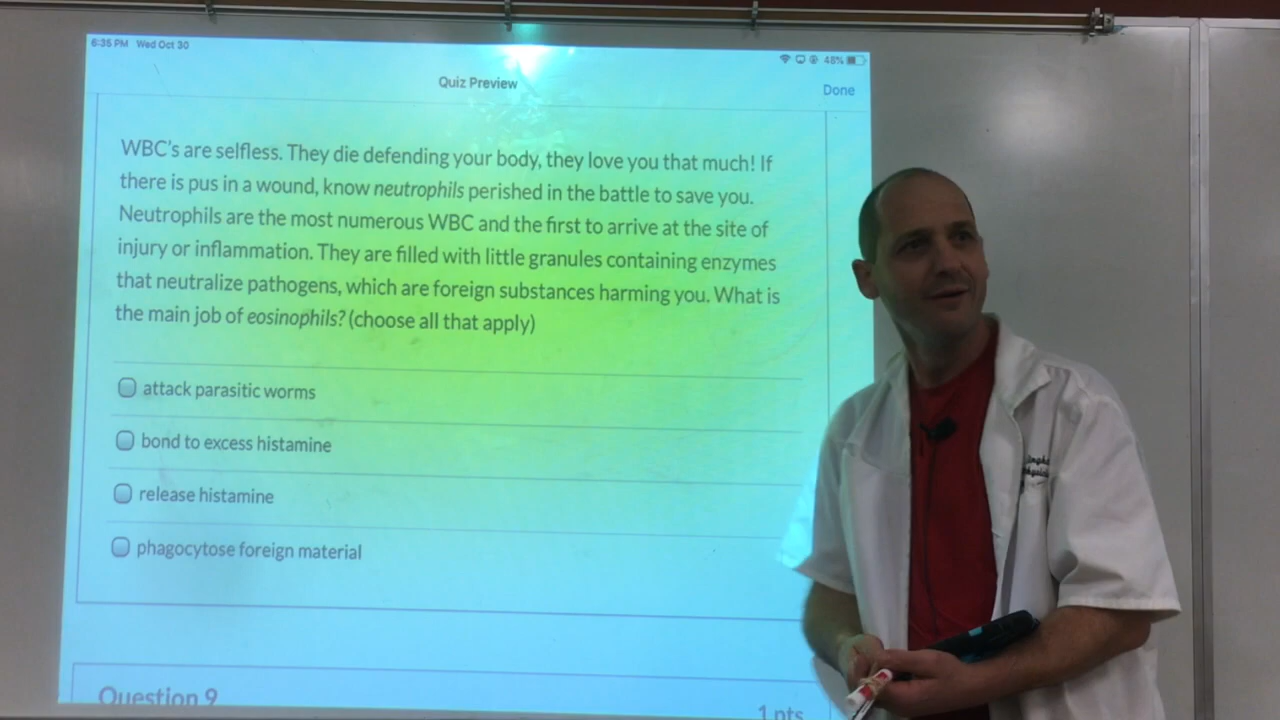 6:35 PM Wed Oct 30
48%
Quiz Preview
Done
WBC's are selfless. They die defending your body, they love you that much! If
there is pus in a wound, know neutrophils perished in the battle to save you.
Neutrophils are the most numerous WBC and the first to arrive at the site of
injury or inflammation. They are filled with little granules containing enzymes
that neutralize pathogens, which are foreign substances harming you. What is
the main job of eosinophils? (choose all that apply)
attack parasitic worms
bond to excess histamine
release histamine
phagocytose foreign material
Question 9
1 pts